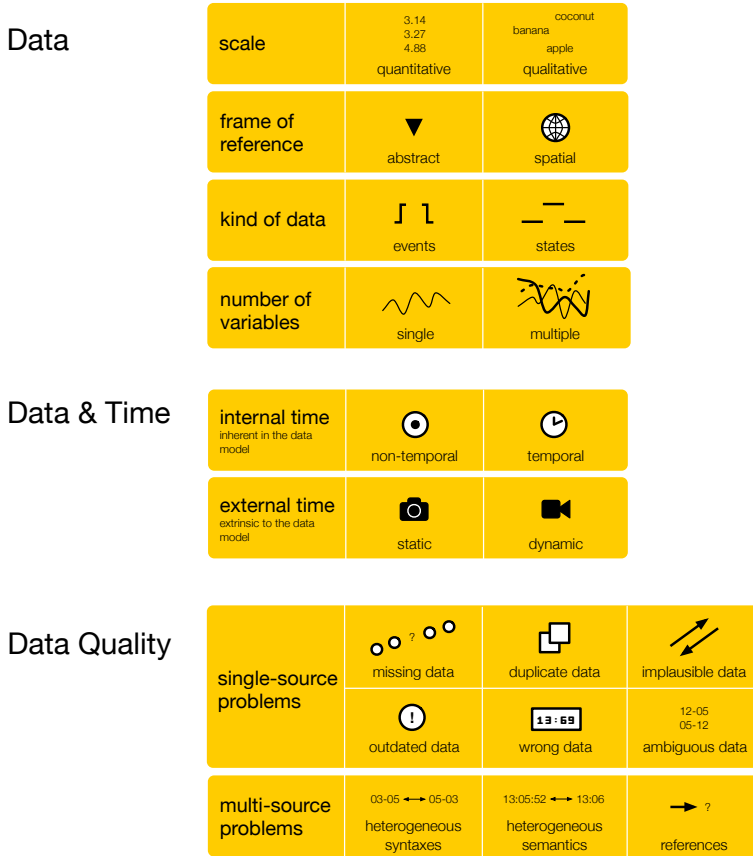 Data
scale
3.14
3.27
4.88
quantitative
coconut
banana
apple
qualitative
frame of
reference
abstract
spatial
kind of data
events
states
number of
variables
single
multiple
Data & Time
internal time
inherent in the data
model
non-temporal
temporal
external time
extrinsic to the data
model
static
dynamic
Data Quality
single-source
problems
?
missing data
duplicate data
implausible data
!
outdated data
13:69
wrong data
12-05
05-12
ambiguous data
multi-source
problems
03-05 ⟷ 05-03
heterogeneous
syntaxes
13:05:52 ⟷ 13:06
heterogeneous
semantics
?
references